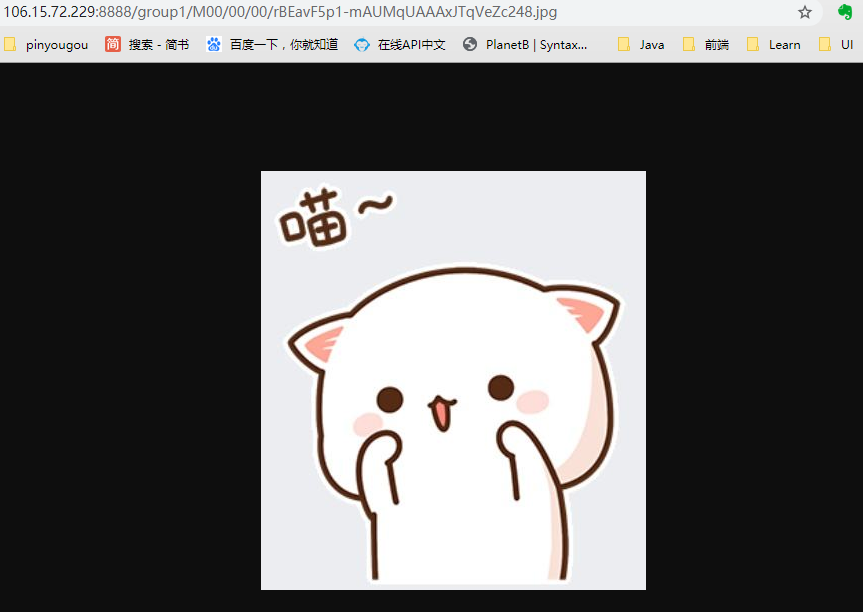 106.15.72.229:8888/group1/M00/00/00/rBEavF5p1-mAUMqUAAAxJTqVeZc248.jpg
pinyougou 简 搜索 - 简书 百度一下，你就知道 在线API中文 PlanetB | Syntax... Java 前端 Learn UI
喵~